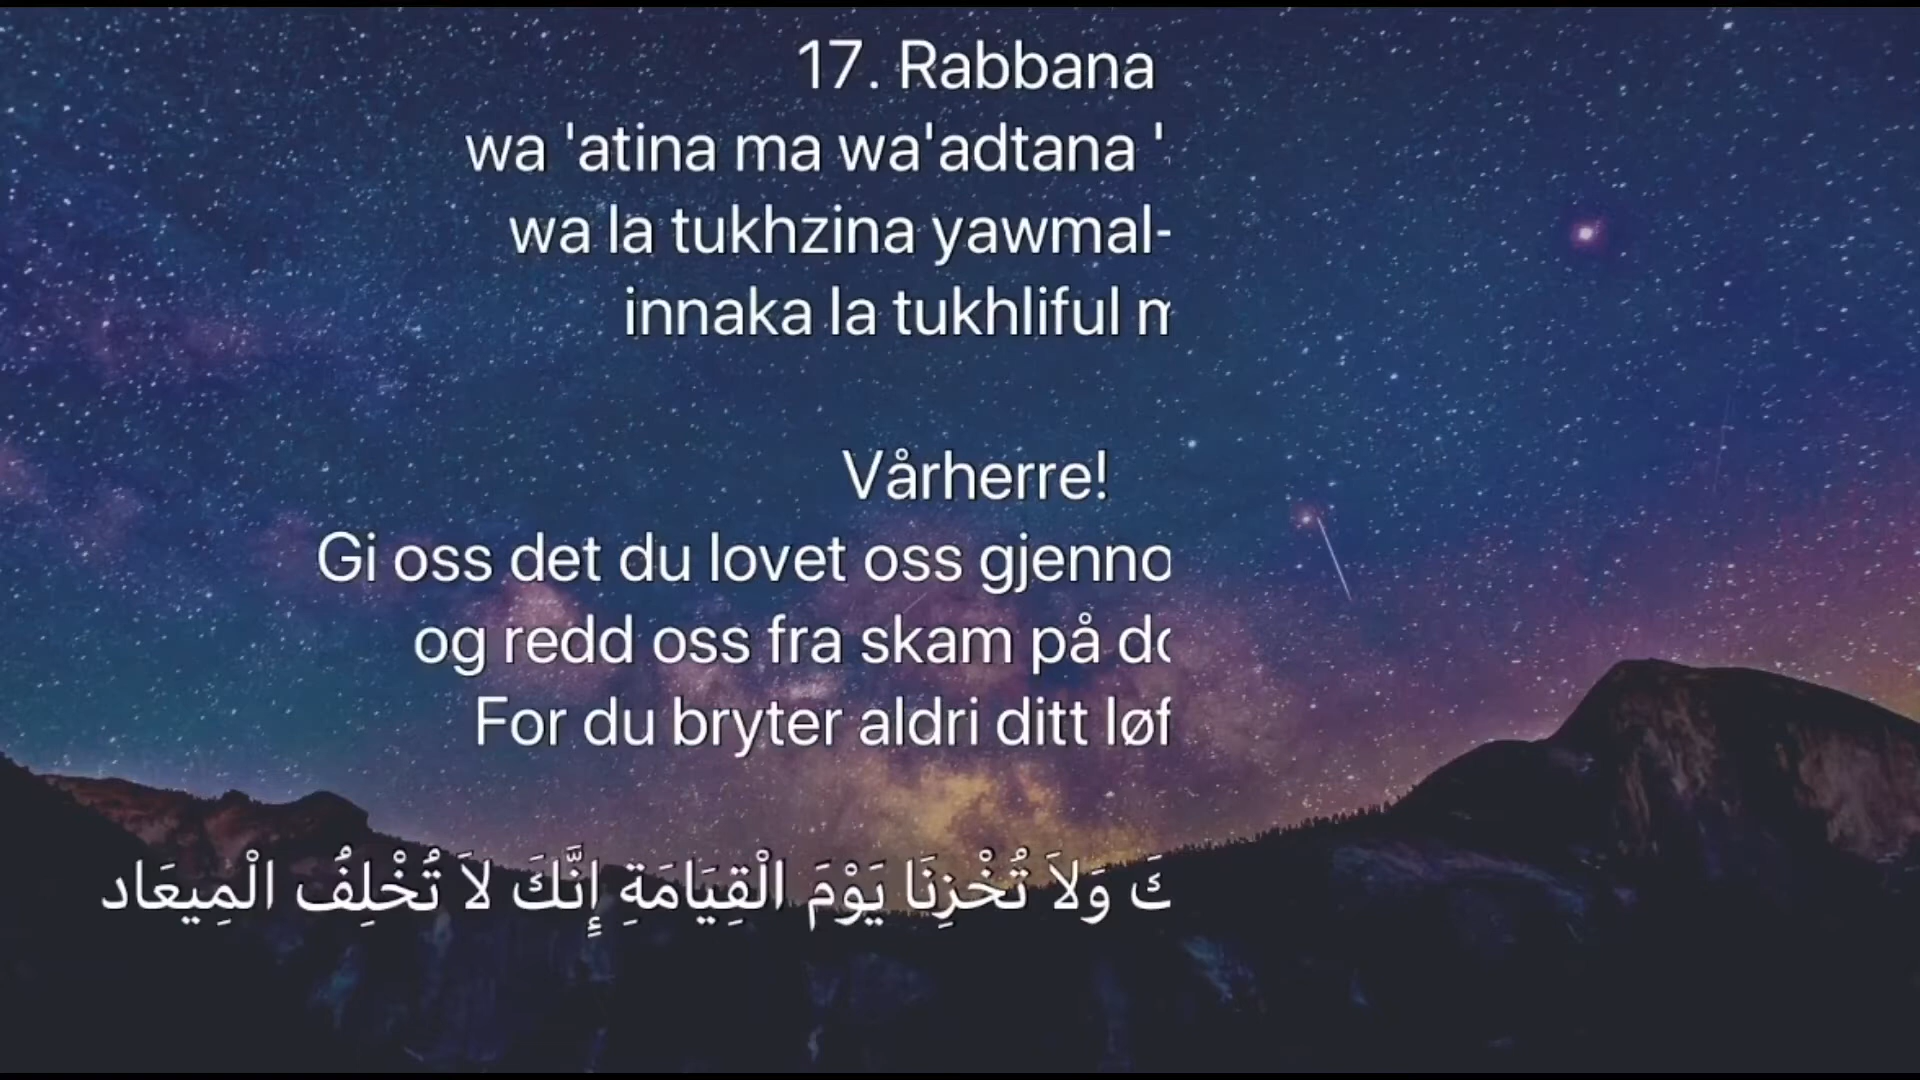 17. Rabbana
wa 'atina ma wa'adtana
wa la tukhzina yawmal-
innaka la tukhliful
Vårherre!
Gi oss det du lovet oss
og redd oss fra skam på
For du bryter aldri ditt
وَلاَ تُخْزِنَا يَوْمَ الْقِيَامَةِ إِنَّكَ لاَ تُخْلِفُ الْمِيعَاد